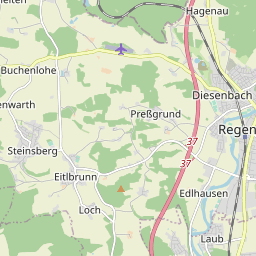 Hagenau
Buchenlohe
Diesenbach
enwarth
Preßgrund
Regen
37
Steinsberg
37
Eitlbrunn
Edlhausen
Loch
Laub